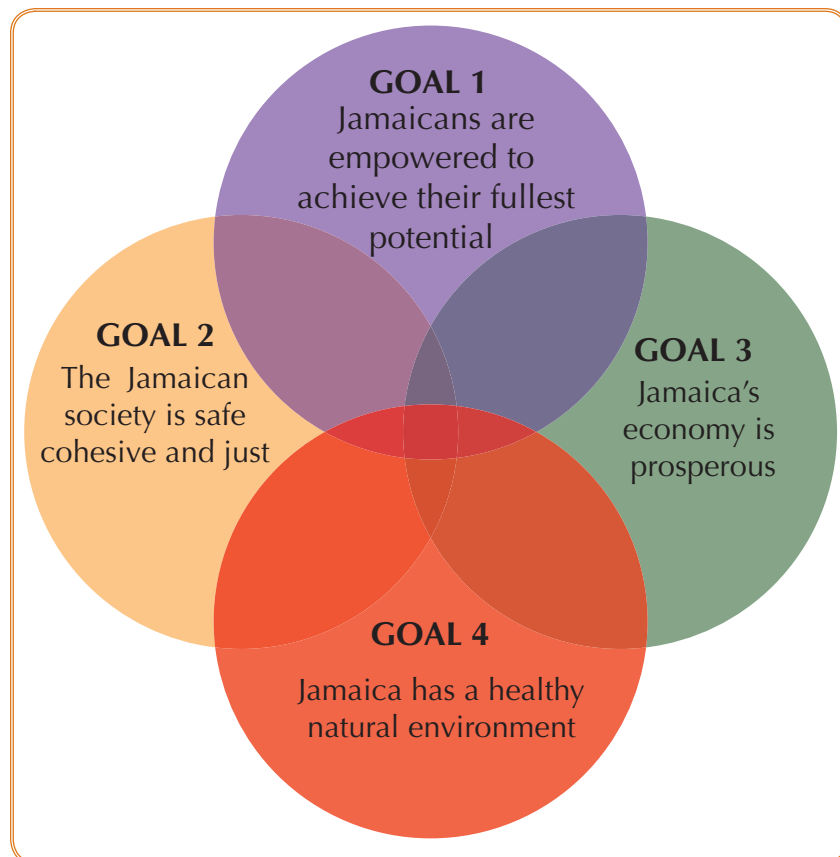 GOAL 1
Jamaicans are
empowered to
achieve their fullest
potential
GOAL 2
The Jamaican
society is safe
cohesive and just
GOAL 3
Jamaica’s
economy is
prosperous
GOAL 4
Jamaica has a healthy
natural environment